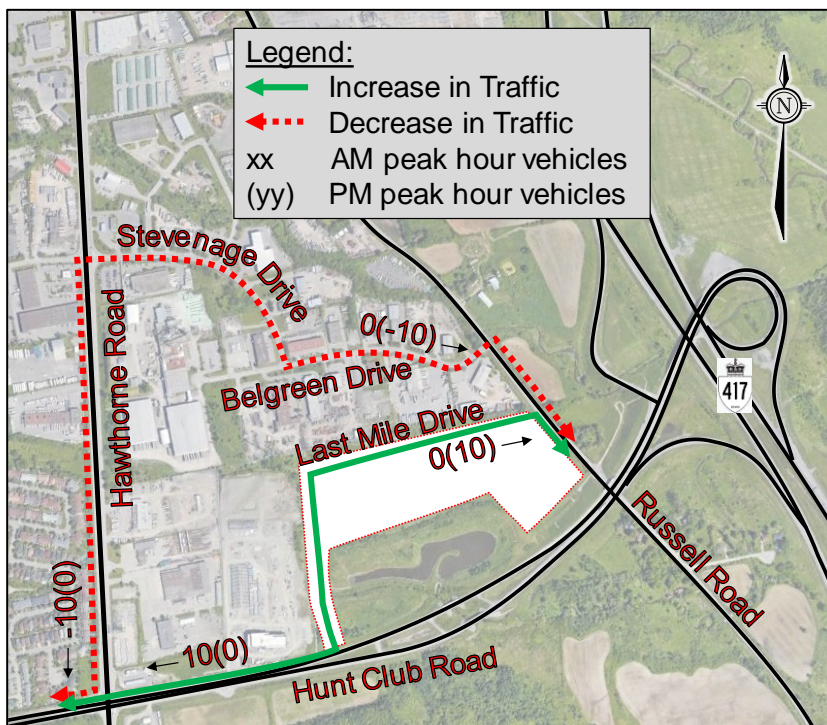 Legend:
Increase in Traffic
Decrease in Traffic
xx AM peak hour vehicles
(yy) PM peak hour vehicles
N
Stevenage Drive
0(-10)
417
Hawthorne Road
Belgreen Drive
Last Mile Drive
0(10)
Russell Road
-10(0)
10(0)
Hunt Club Road